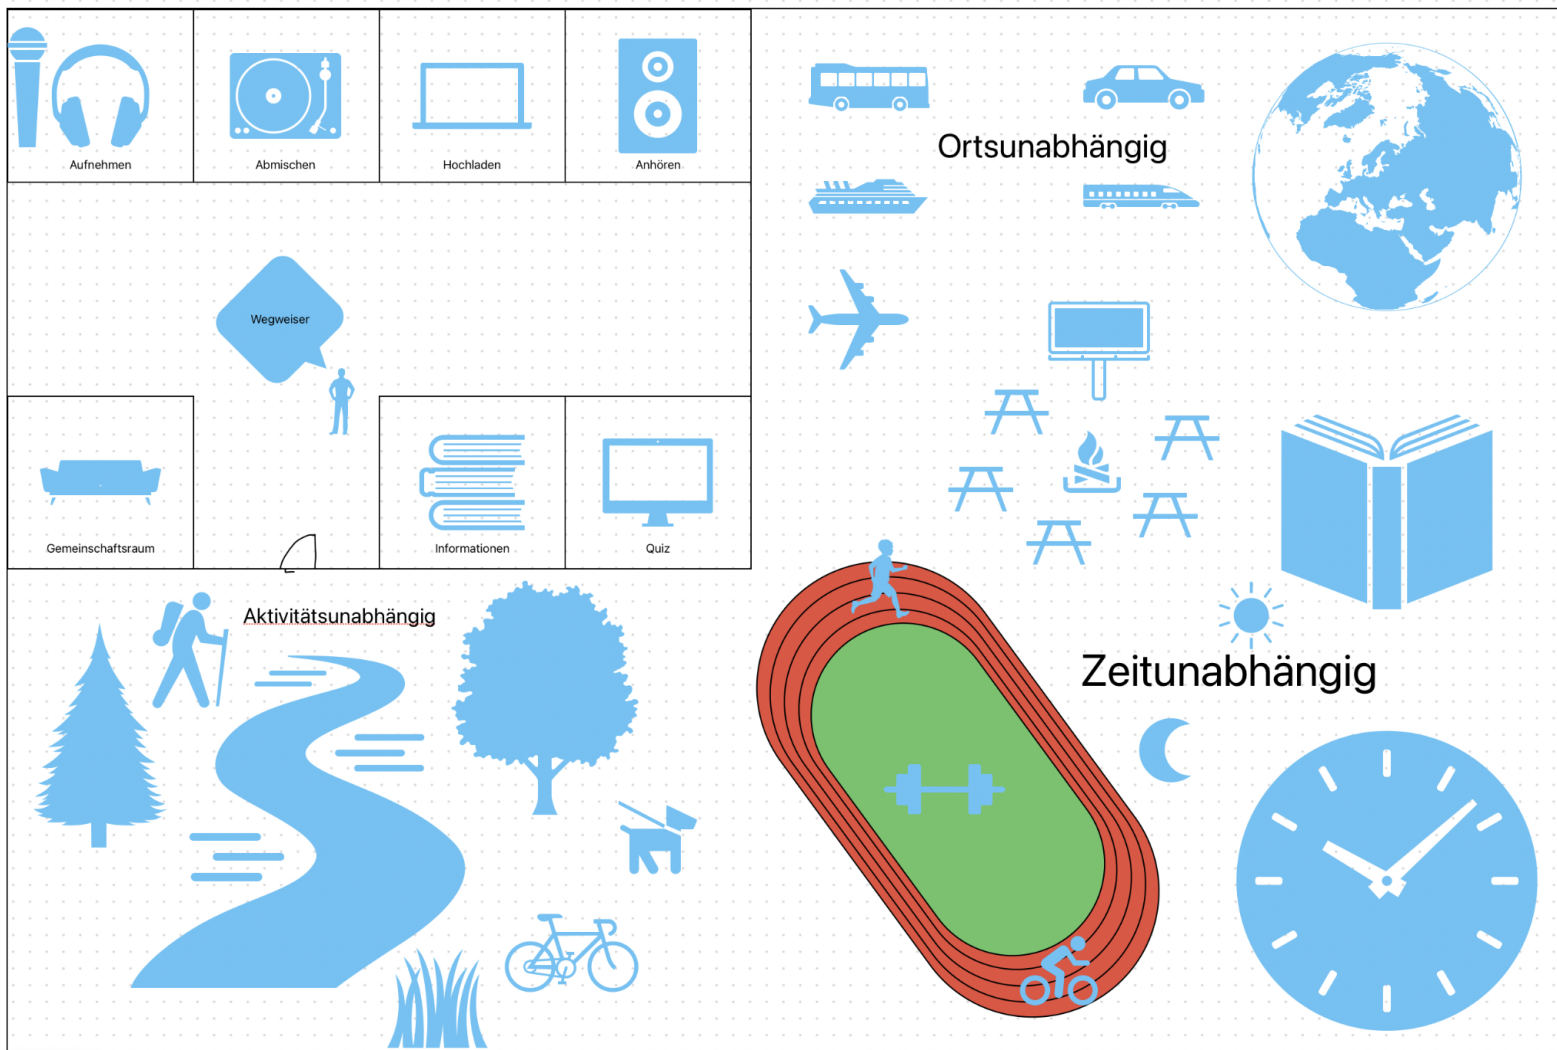 Aufnehmen
Abmischen
Hochladen
Anhören
Ortsunabhängig
Wegweiser
Gemeinschaftsraum
Informationen
Quiz
Aktivitätsunabhängig
Zeitunabhängig